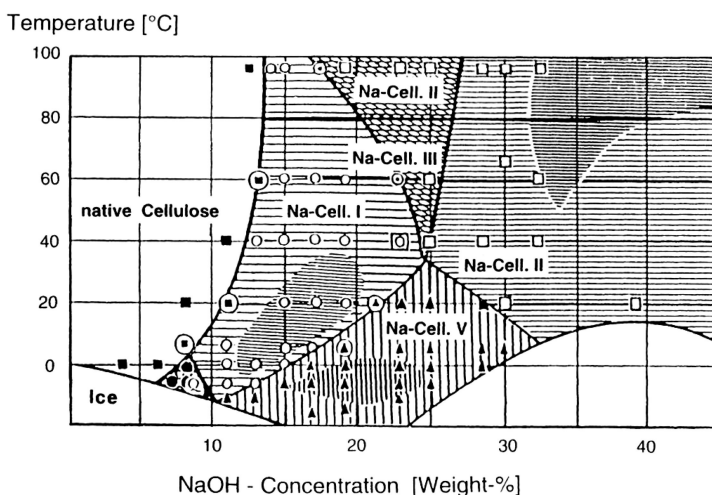 Temperature [°C]
100
Na-Cell. II
80
Na-Cell. III
60
native Cellulose
Na-Cell. I
40
Na-Cell. II
20
Na-Cell. V
0
Ice
10
20
30
40
NaOH - Concentration [Weight-%]